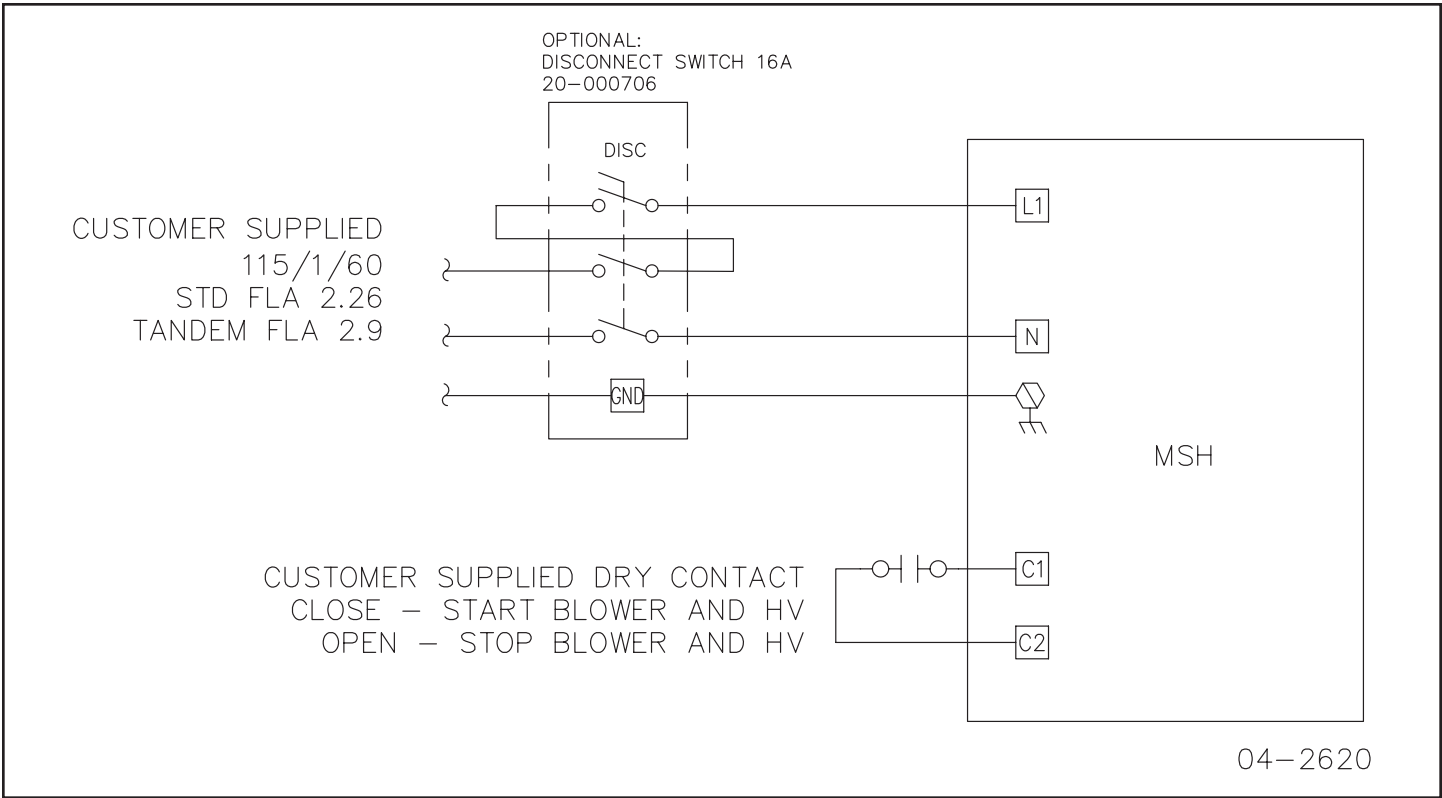 OPTIONAL:
DISCONNECT SWITCH 16A
20-000706
DISC
CUSTOMER SUPPLIED
115/1/60
STD FLA 2.26
TANDEM FLA 2.9
L1
N
GND
MSH
CUSTOMER SUPPLIED DRY CONTACT
CLOSE - START BLOWER AND HV
OPEN - STOP BLOWER AND HV
C1
C2
04-2620